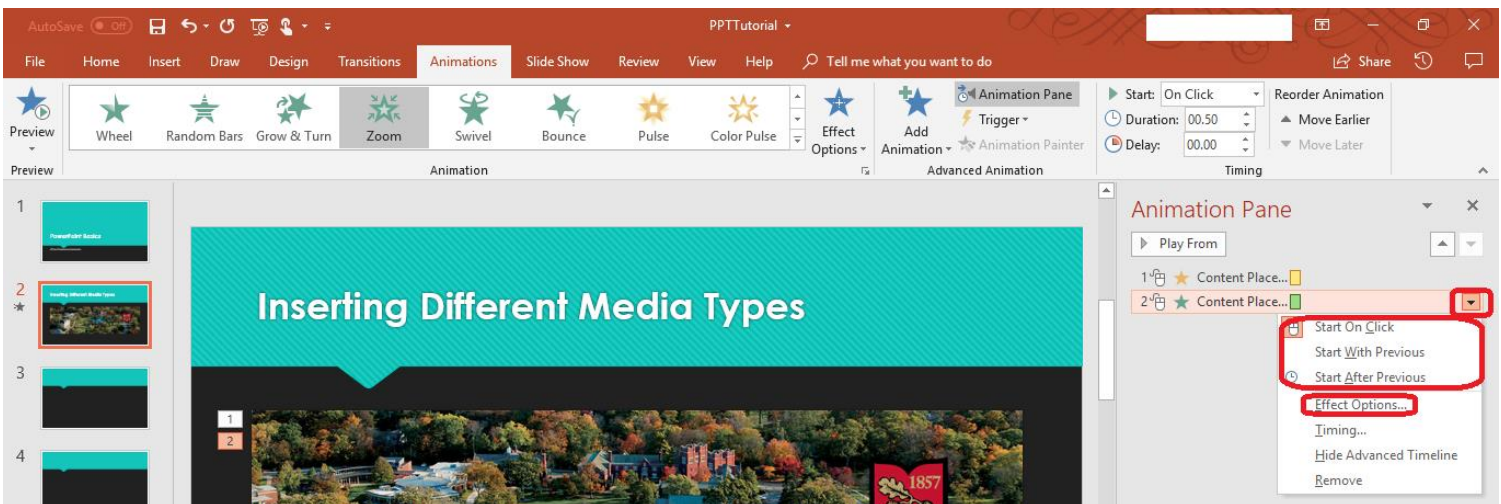 AutoSave Off PPTTutorial
File Home Insert Draw Design Transitions Animations Slide Show Review View Help Tell me what you want to do Share
Preview
Wheel Random Bars Grow & Turn Zoom Swivel Bounce Pulse Color Pulse
Effect
Options
Add
Animation
Animation Pane
Trigger
Animation Painter
Start: On Click
Duration: 00.50
Delay: 00.00
Reorder Animation
Move Earlier
Move Later
Preview Animation Advanced Animation Timing
1
PowerPoint Basics
2
Inserting Different Media Types
3
4
Inserting Different Media Types
1
2
1857
Animation Pane
Play From
1 Content Place...
2 Content Place...
Start On Click
Start With Previous
Start After Previous
Effect Options...
Timing...
Hide Advanced Timeline
Remove